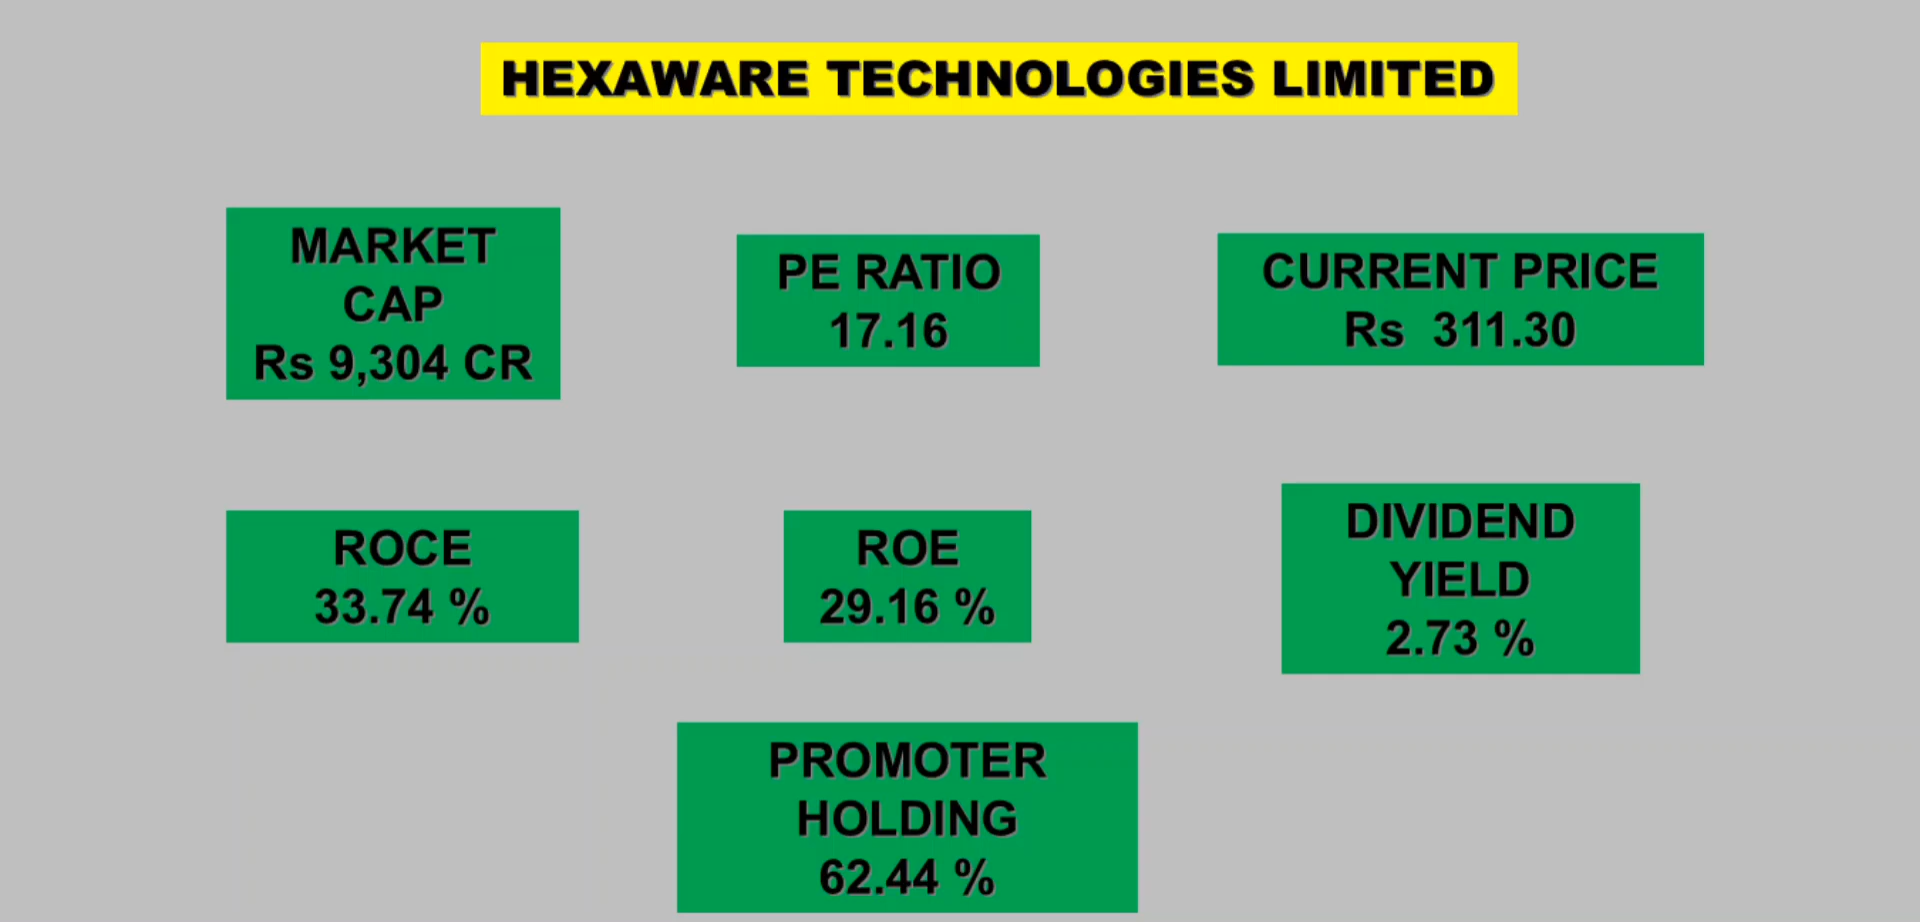 HEXAWARE TECHNOLOGIES LIMITED
MARKET
CAP
Rs 9,304 CR
PE RATIO
17.16
CURRENT PRICE
Rs  311.30
ROCE
33.74 %
ROE
29.16 %
DIVIDEND
YIELD
2.73 %
PROMOTER
HOLDING
62.44 %